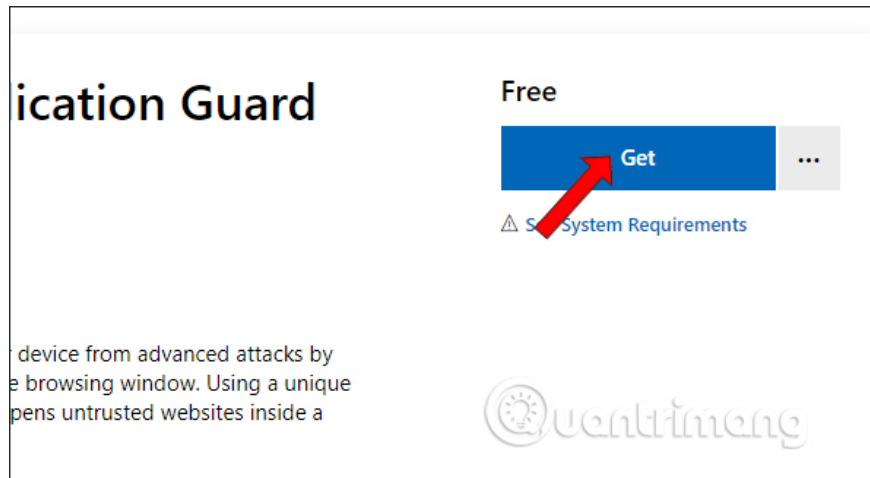 lication Guard
Free
Get
...
System Requirements
device from advanced attacks by
e browsing window. Using a unique
pens untrusted websites inside a
Quantrimang